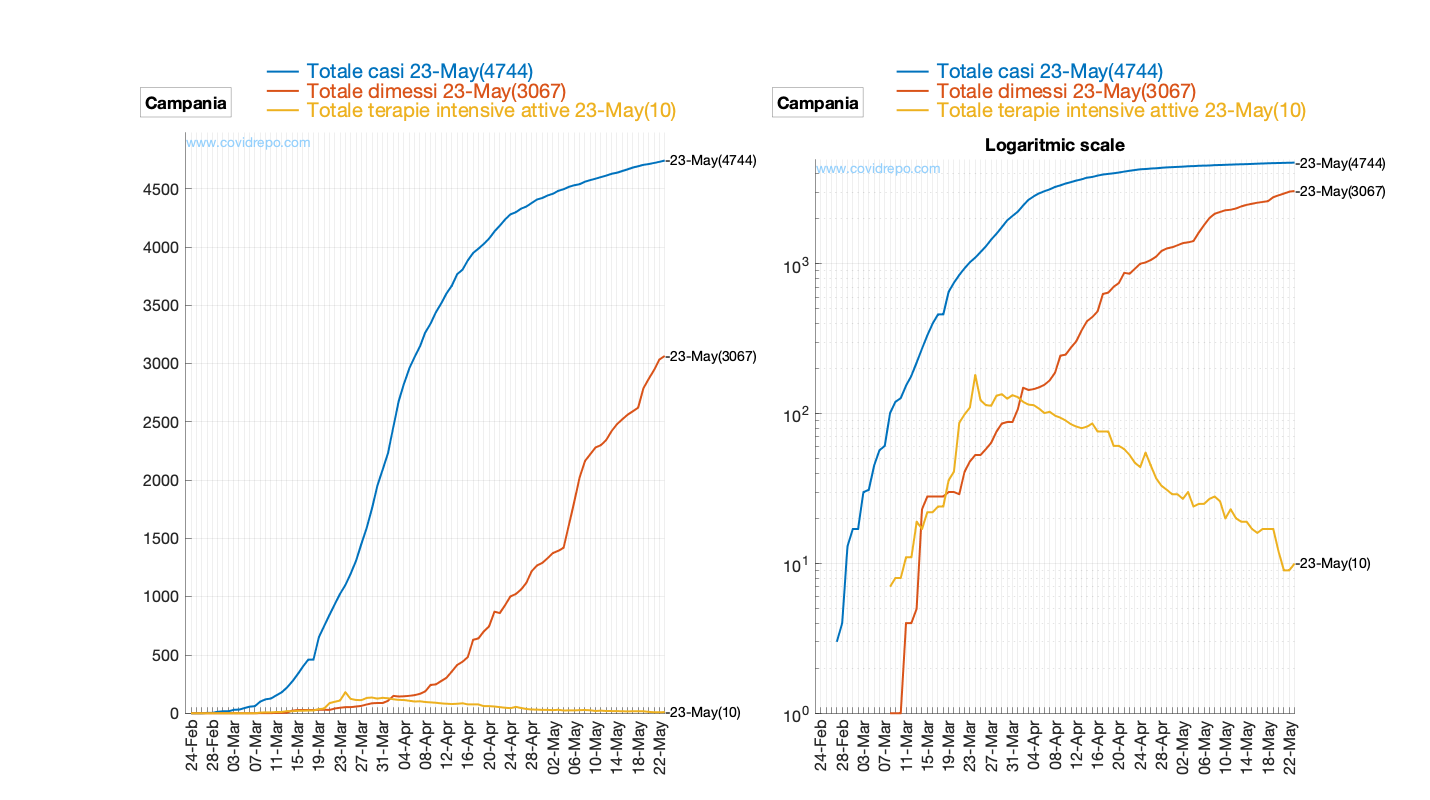 Totale casi 23-May(4744)
Totale dimessi 23-May(3067)
Totale terapie intensive attive 23-May(10)
Campania
www.covidrepo.com
-23-May(4744)
-23-May(3067)
-23-May(10)
4500
4000
3500
3000
2500
2000
1500
1000
500
0
24-Feb
28-Feb
03-Mar
07-Mar
11-Mar
15-Mar
19-Mar
23-Mar
27-Mar
31-Mar
04-Apr
08-Apr
12-Apr
16-Apr
20-Apr
24-Apr
28-Apr
02-May
06-May
10-May
14-May
18-May
22-May
Totale casi 23-May(4744)
Totale dimessi 23-May(3067)
Totale terapie intensive attive 23-May(10)
Campania
Logaritmic scale
www.covidrepo.com
-23-May(4744)
-23-May(3067)
-23-May(10)
10³
10²
10¹
10⁰
24-Feb
28-Feb
03-Mar
07-Mar
11-Mar
15-Mar
19-Mar
23-Mar
27-Mar
31-Mar
04-Apr
08-Apr
12-Apr
16-Apr
20-Apr
24-Apr
28-Apr
02-May
06-May
10-May
14-May
18-May
22-May